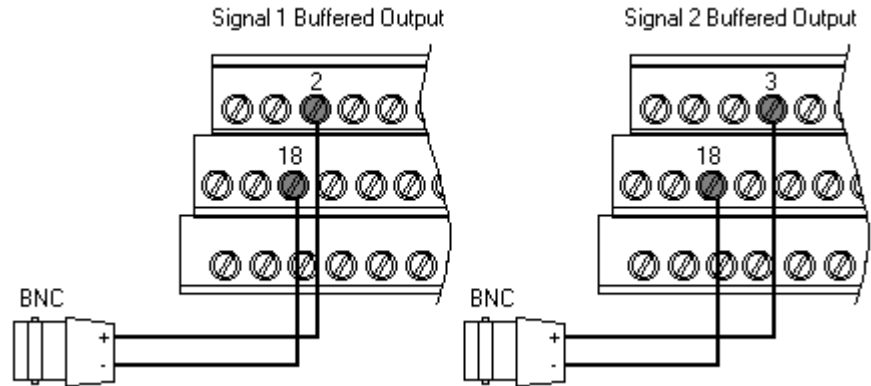 Signal 1 Buffered Output
2
18
BNC
+
-
Signal 2 Buffered Output
3
18
BNC
+
-